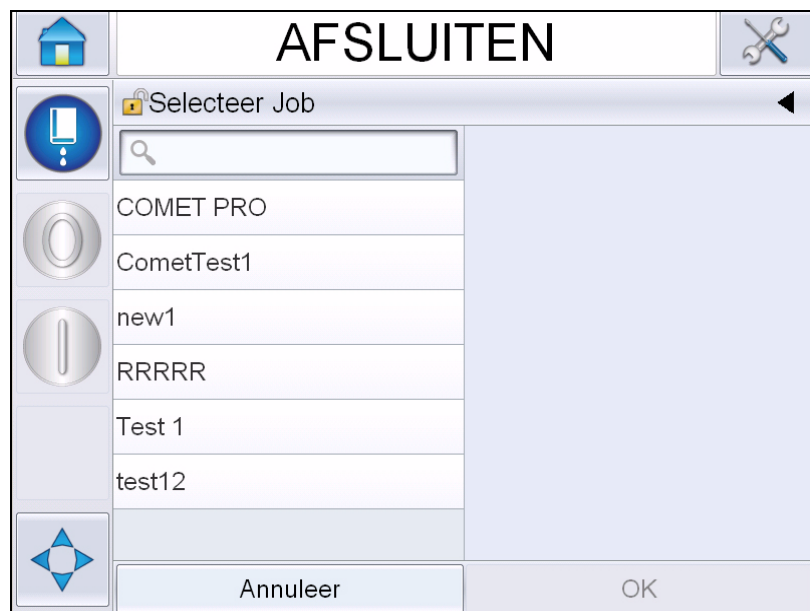 AFSLUITEN
Selecteer Job
COMET PRO
CometTest1
new1
RRRRR
Test 1
test12
Annuleer
OK